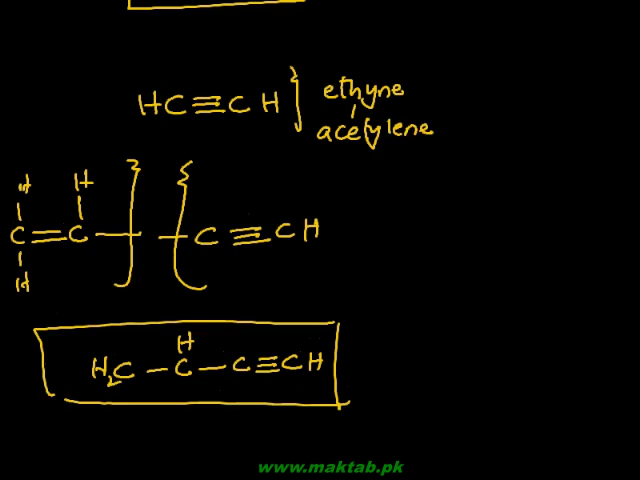 HC≡CH} ethyne
acetylene
H H
C=C— } { —C≡CH
H
H
H₂C—C—C≡CH
www.maktab.pk